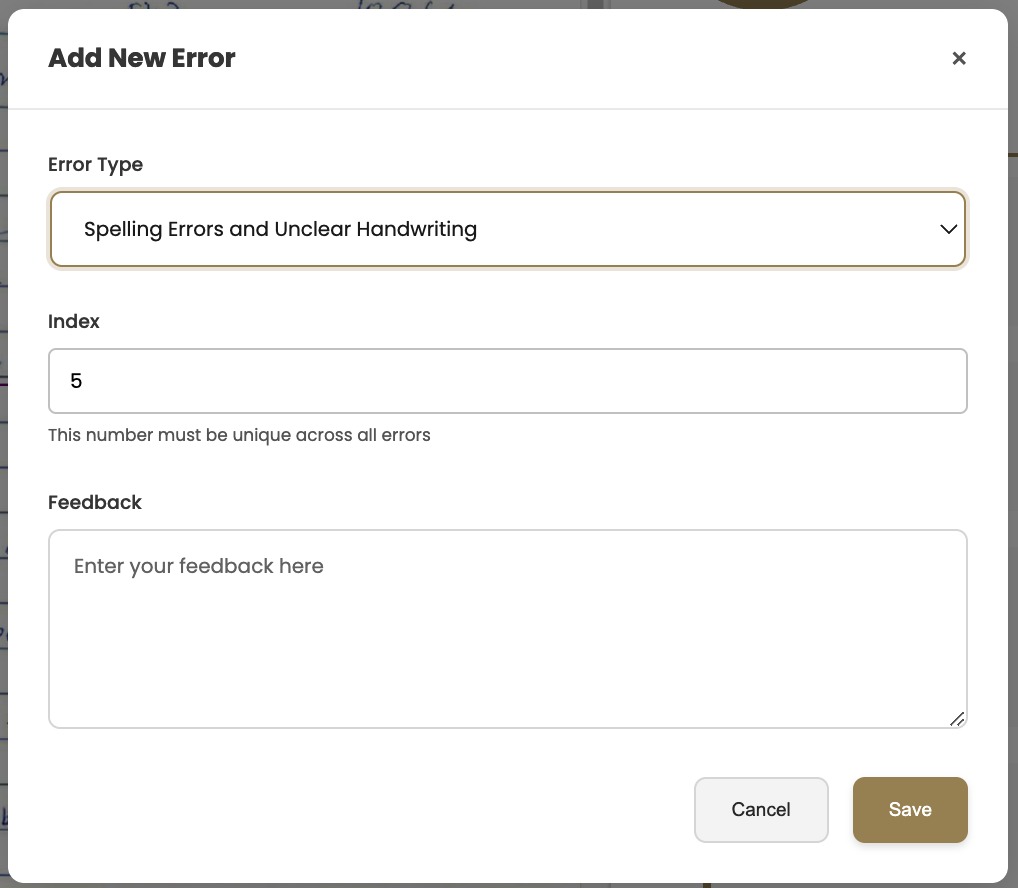 Add New Error
×
Error Type
Spelling Errors and Unclear Handwriting
Index
5
This number must be unique across all errors
Feedback
Enter your feedback here
Cancel
Save